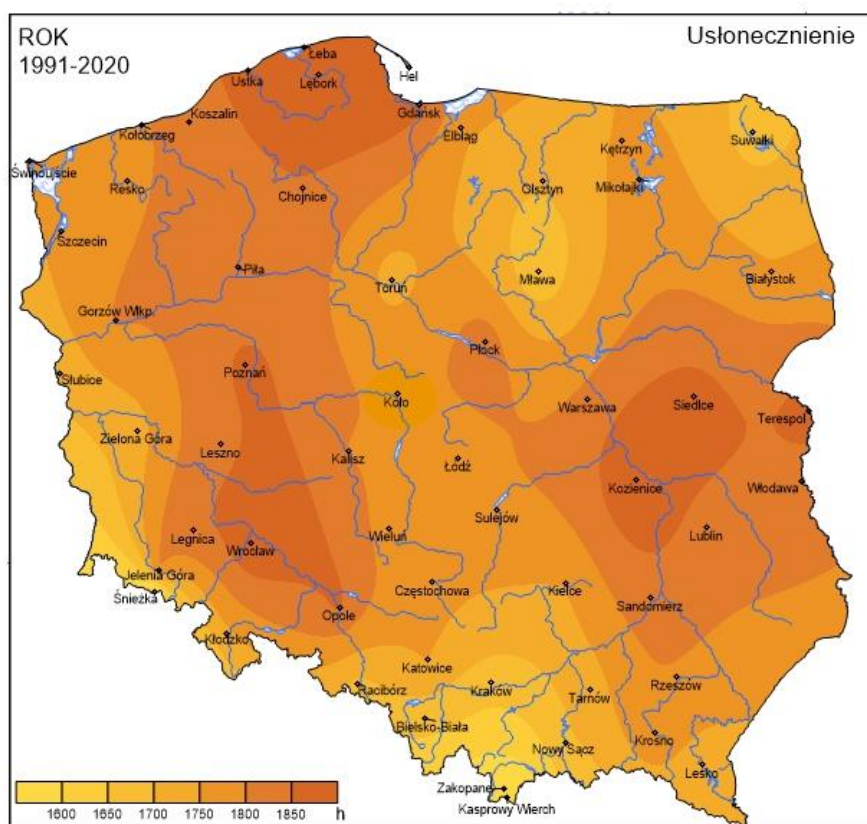 ROK
1991-2020
Usłonecznienie
Łeba
Hel
Ustka
Lębork
Gdańsk
Koszalin
Kołobrzeg
Elbląg
Suwałki
Kętrzyn
Świnoujście
Resko
Chojnice
Olsztyn
Mikołajki
Szczecin
Piła
Toruń
Mława
Białystok
Gorzów Wlkp.
Płock
Poznań
Słubice
Koło
Warszawa
Siedlce
Terespol
Zielona Góra
Leszno
Kalisz
Łódź
Kozienice
Włodawa
Sulejów
Legnica
Wrocław
Wieluń
Lublin
Jelenia Góra
Śnieżka
Częstochowa
Kielce
Sandomierz
Opole
Kłodzko
Katowice
Racibórz
Kraków
Tarnów
Rzeszów
Bielsko-Biała
Nowy Sącz
Krosno
Lesko
Zakopane
Kasprowy Wierch
1600 1650 1700 1750 1800 1850 h